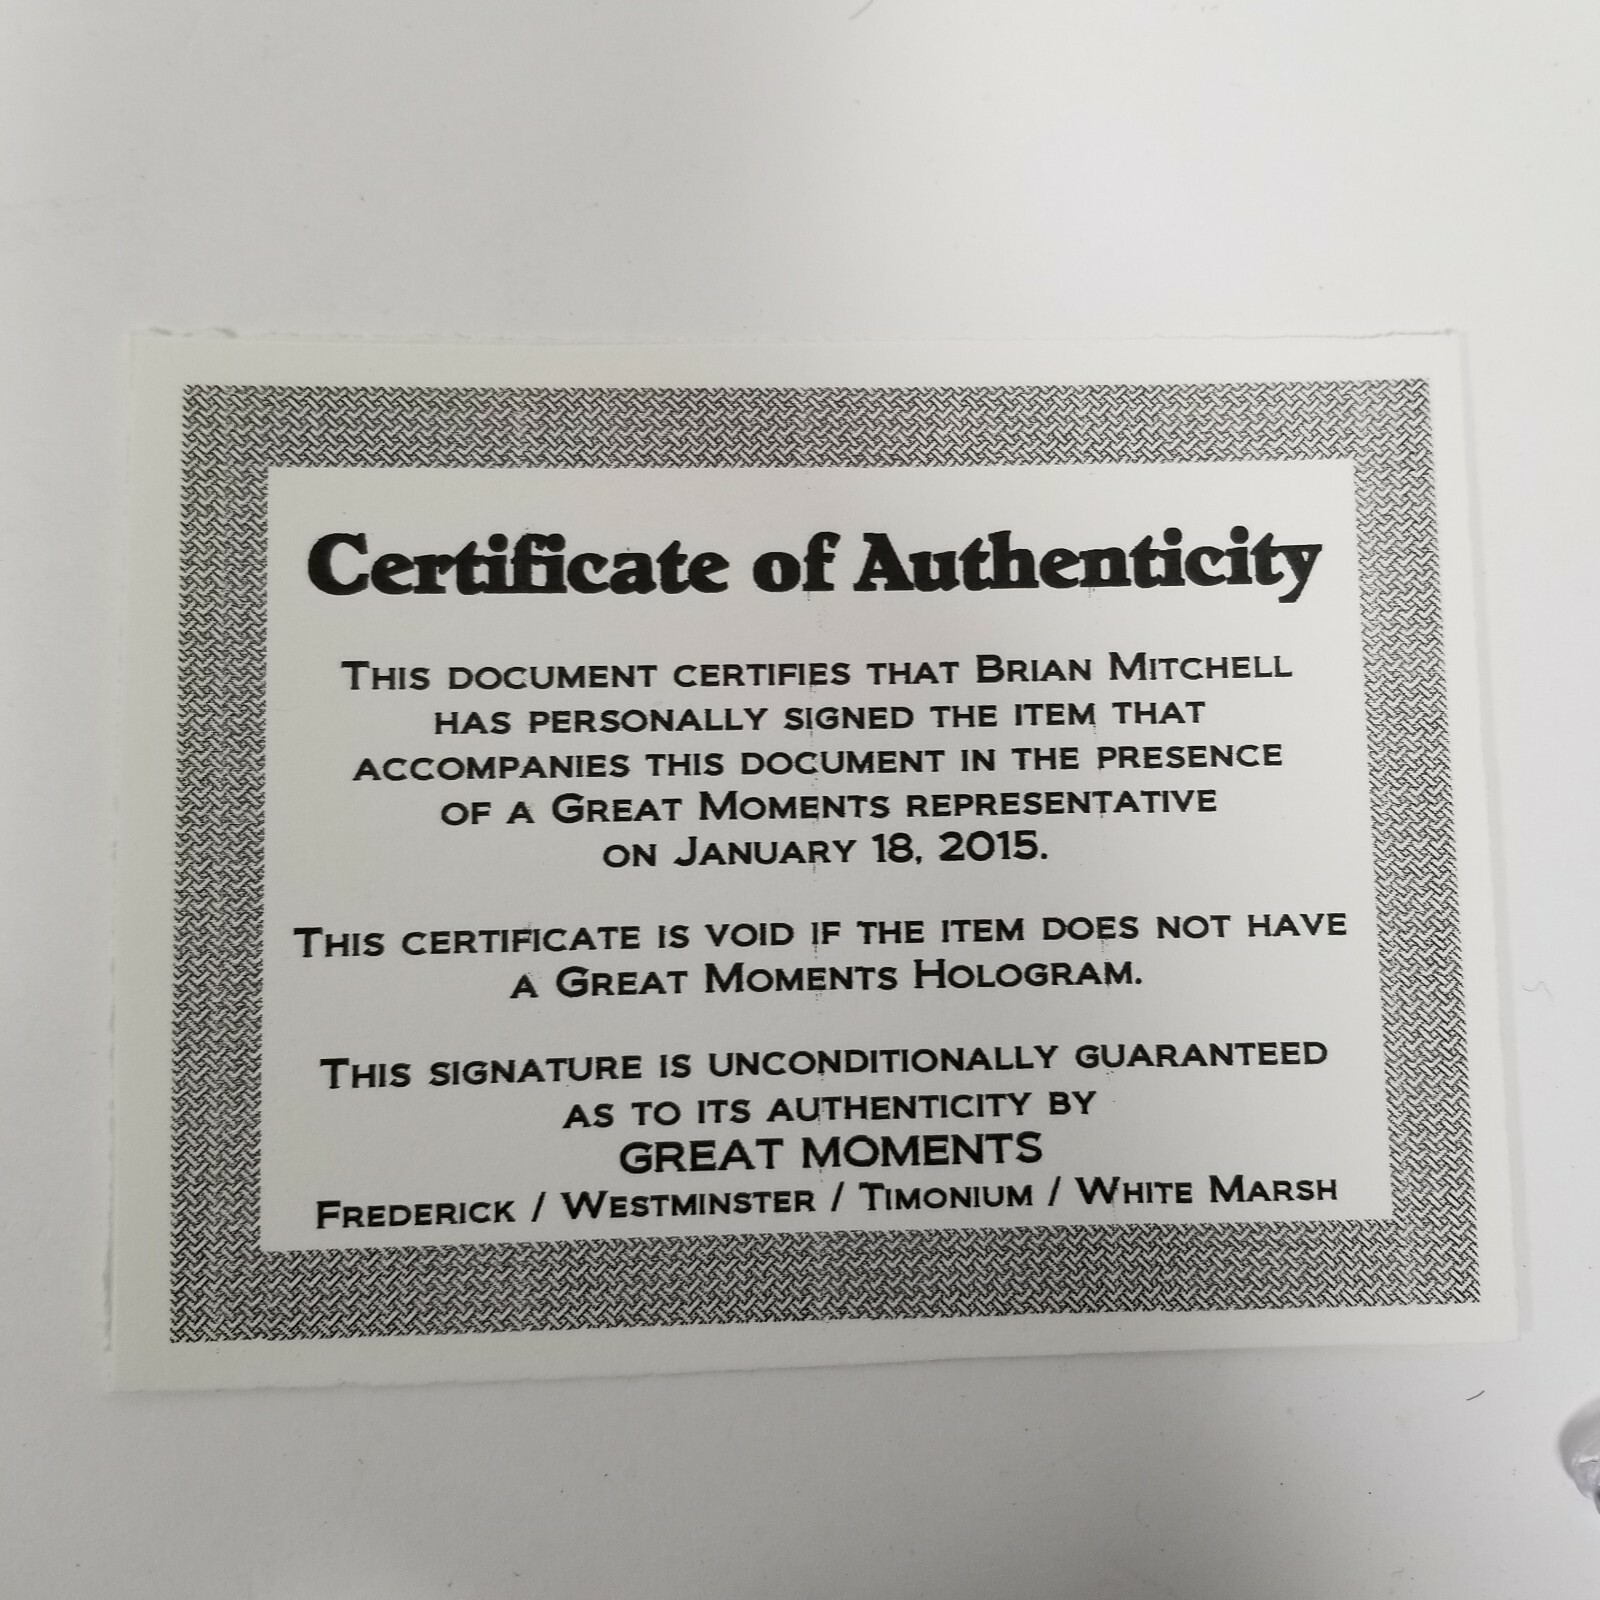 Certificate of Authenticity
THIS DOCUMENT CERTIFIES THAT BRIAN MITCHELL
HAS PERSONALLY SIGNED THE ITEM THAT
ACCOMPANIES THIS DOCUMENT IN THE PRESENCE
OF A GREAT MOMENTS REPRESENTATIVE
ON JANUARY 18, 2015.
THIS CERTIFICATE IS VOID IF THE ITEM DOES NOT HAVE
A GREAT MOMENTS HOLOGRAM.
THIS SIGNATURE IS UNCONDITIONALLY GUARANTEED
AS TO ITS AUTHENTICITY BY
GREAT MOMENTS
FREDERICK / WESTMINSTER / TIMONIUM / WHITE MARSH